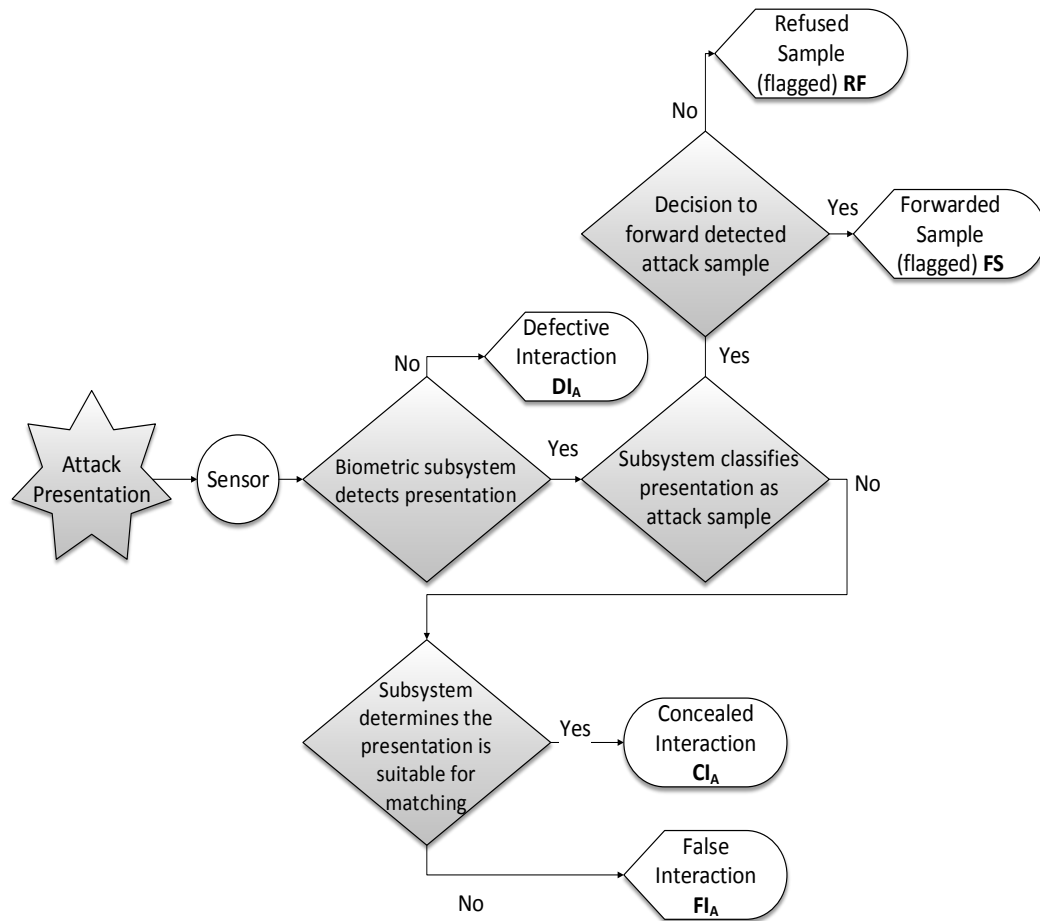 Refused
Sample
(flagged) RF
No
Decision to
forward detected
attack sample
Yes
Forwarded
Sample
(flagged) FS
Defective
Interaction
DIA
No
Yes
Attack
Presentation
Sensor
Biometric subsystem
detects presentation
Yes
Subsystem classifies
presentation as
attack sample
No
Subsystem
determines the
presentation is
suitable for
matching
Yes
Concealed
Interaction
CIA
False
Interaction
FIA
No